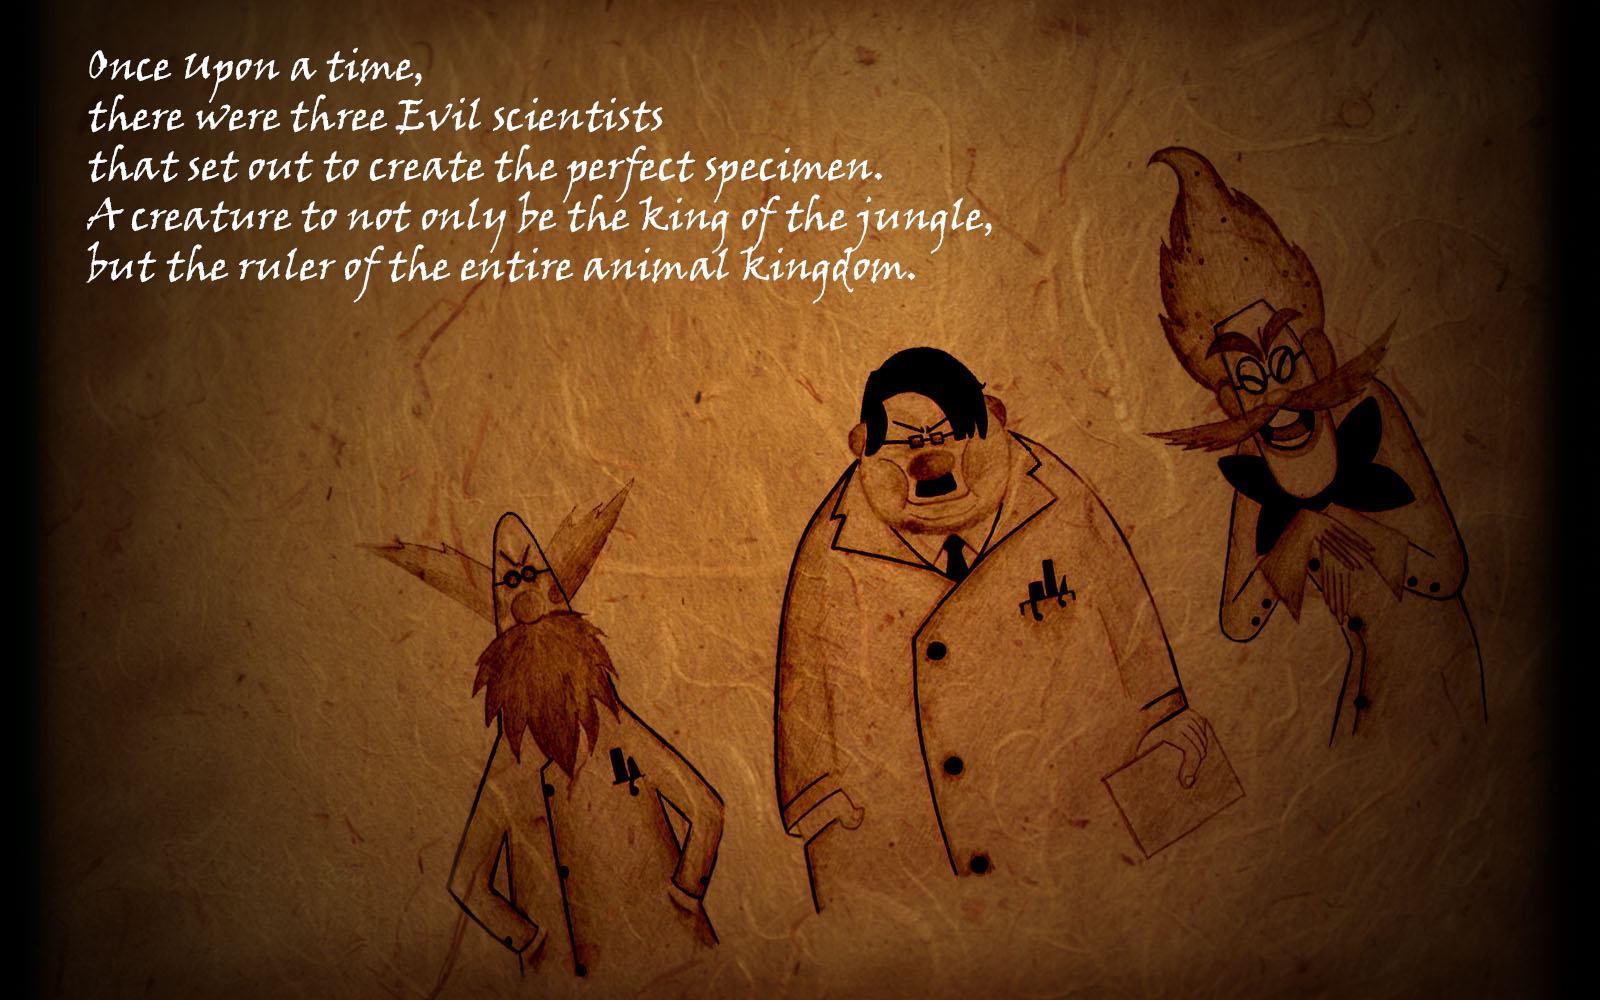 Once Upon a time,
there were three Evil scientists
that set out to create the perfect specimen.
A creature to not only be the king of the jungle,
but the ruler of the entire animal kingdom.